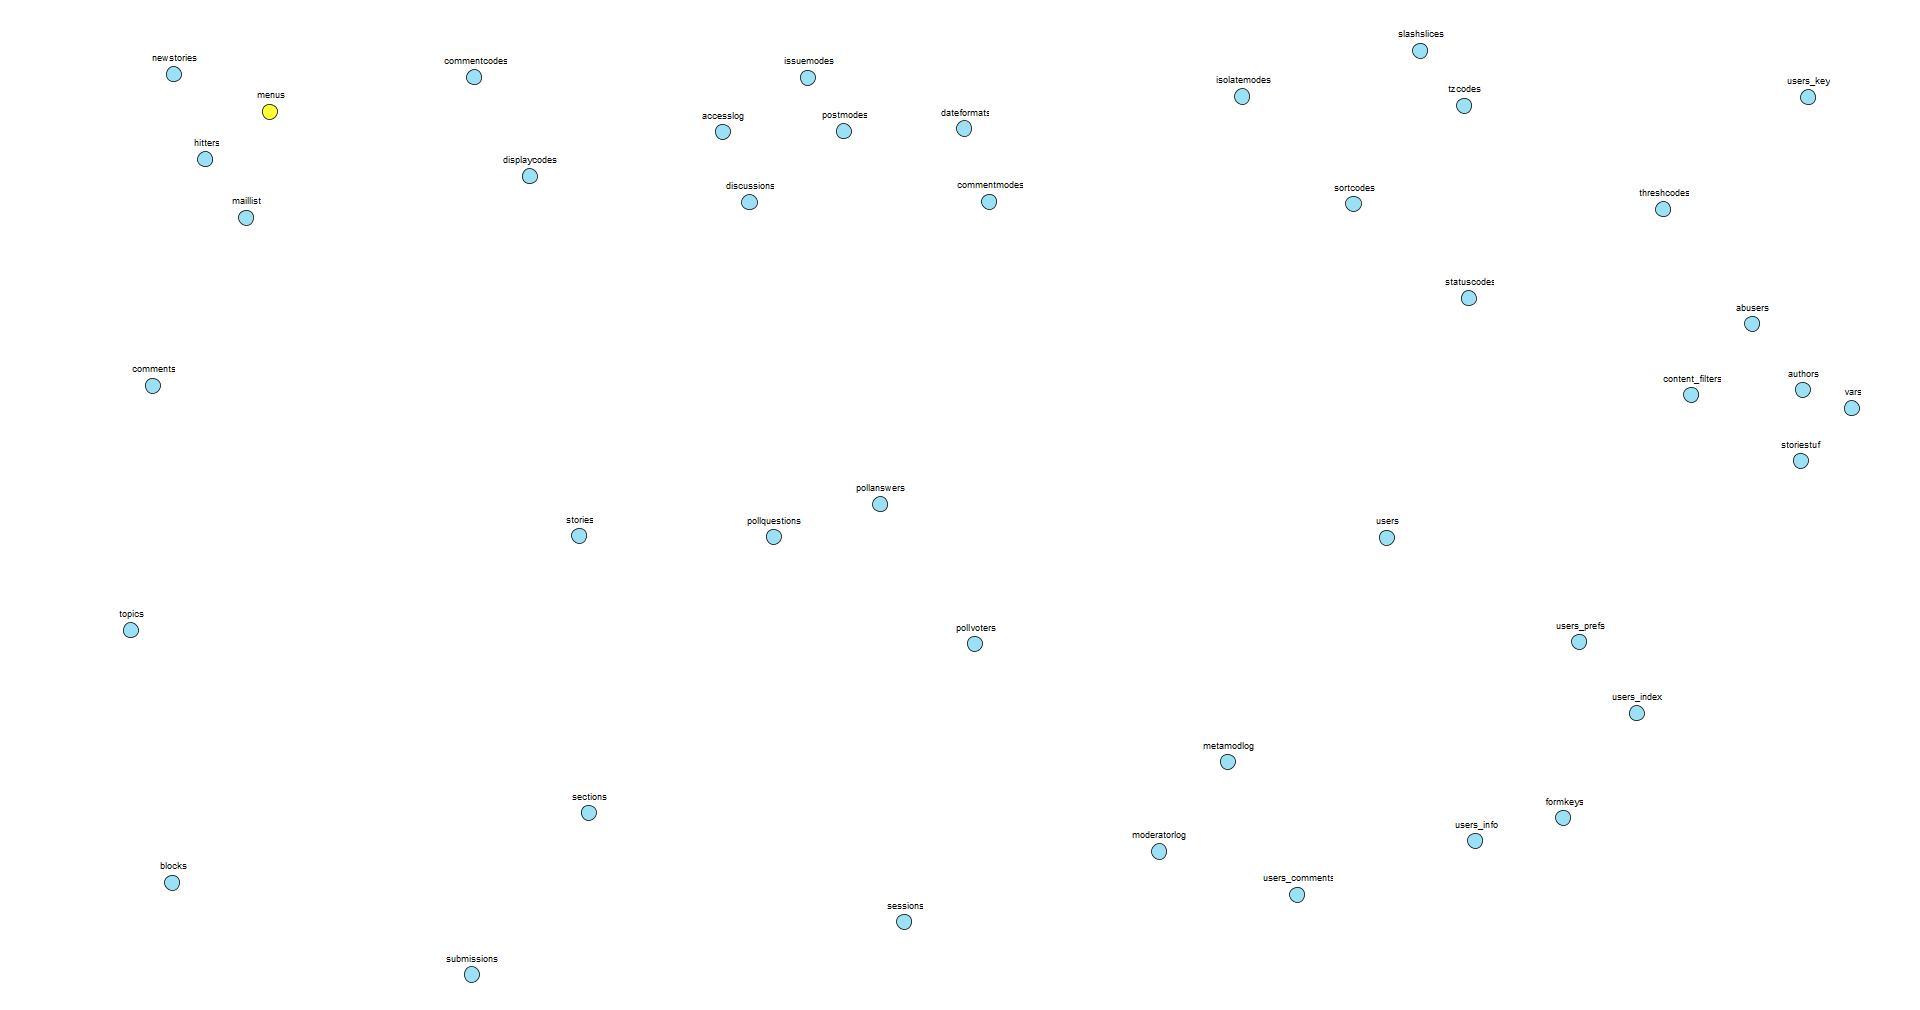 slashslices
newstories
commentcodes
issuemodes
isolatemodes
users_key
tzcodes
menus
accesslog
postmodes
dateformats
hitters
displaycodes
discussions
commentmodes
sortcodes
threshcodes
maillist
statuscodes
abusers
comments
content_filters
authors
vars
storiestuf
pollanswers
stories
pollquestions
users
topics
pollvoters
users_prefs
users_index
metamodlog
sections
formkeys
users_info
moderatorlog
blocks
users_comments
sessions
submissions